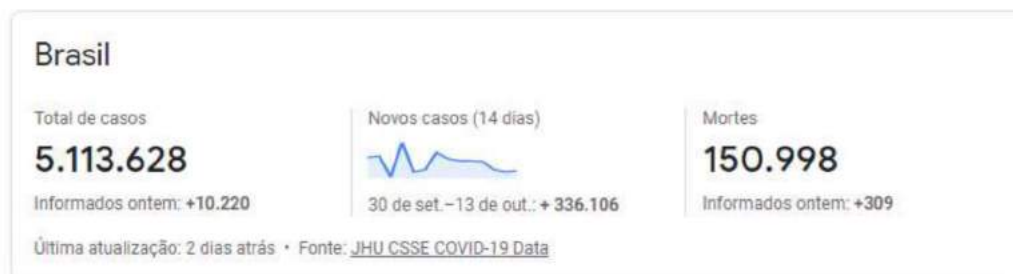 Brasil
Total de casos
5.113.628
Informados ontem: +10.220
Novos casos (14 dias)
30 de set.–13 de out.: + 336.106
Mortes
150.998
Informados ontem: +309
Última atualização: 2 dias atrás • Fonte: JHU CSSE COVID-19 Data